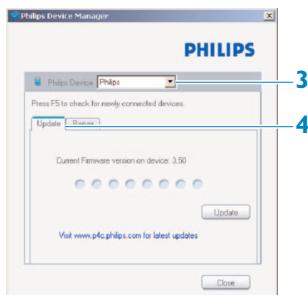 Philips Device Manager
PHILIPS
Philips Device Philips
3
Press F5 to check for newly connected devices.
Update Repair
4
Current Firmware version on device: 3.50
Update
Visit www.p4c.philips.com for latest updates
Close